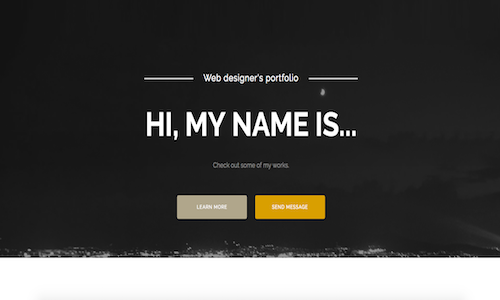 Web designer's portfolio
HI, MY NAME IS...
Check out some of my works.
LEARN MORE
SEND MESSAGE